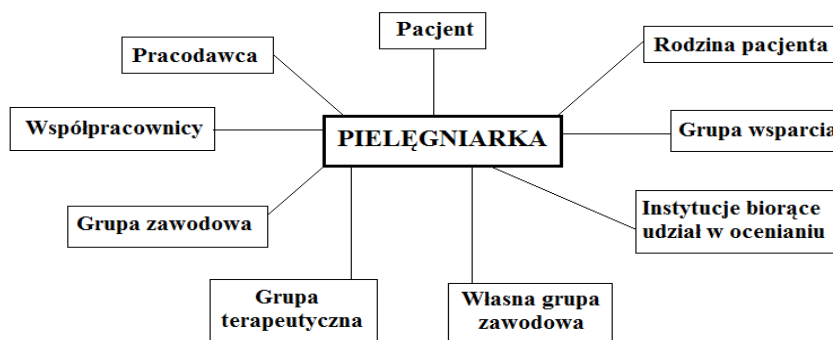 Pacjent
Rodzina pacjenta
Pracodawca
Współpracownicy
PIELĘGNIARKA
Grupa wsparcia
Grupa zawodowa
Instytucje biorące
udział w ocenianiu
Grupa
terapeutyczna
Własna grupa
zawodowa